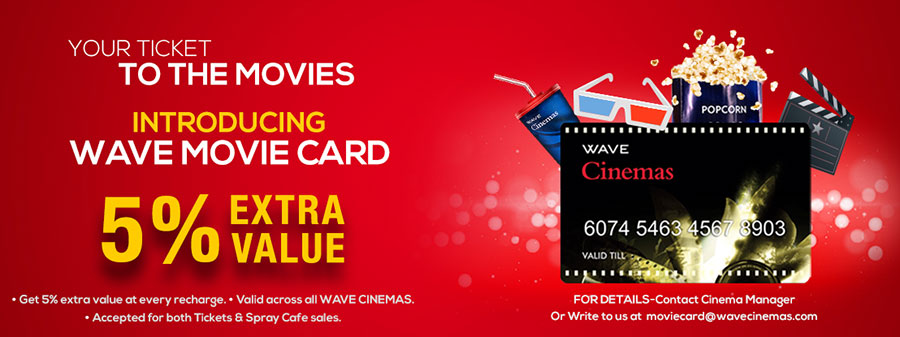 YOUR TICKET
TO THE MOVIES
INTRODUCING
WAVE MOVIE CARD
5% EXTRA
VALUE
• Get 5% extra value at every recharge. • Valid across all WAVE CINEMAS.
• Accepted for both Tickets & Spray Cafe sales.
Cinemas
POPCORN
WAVE
Cinemas
6074 5463 4567 8903
VALID TILL
FOR DETAILS-Contact Cinema Manager
Or Write to us at moviecard@wavecinemas.com